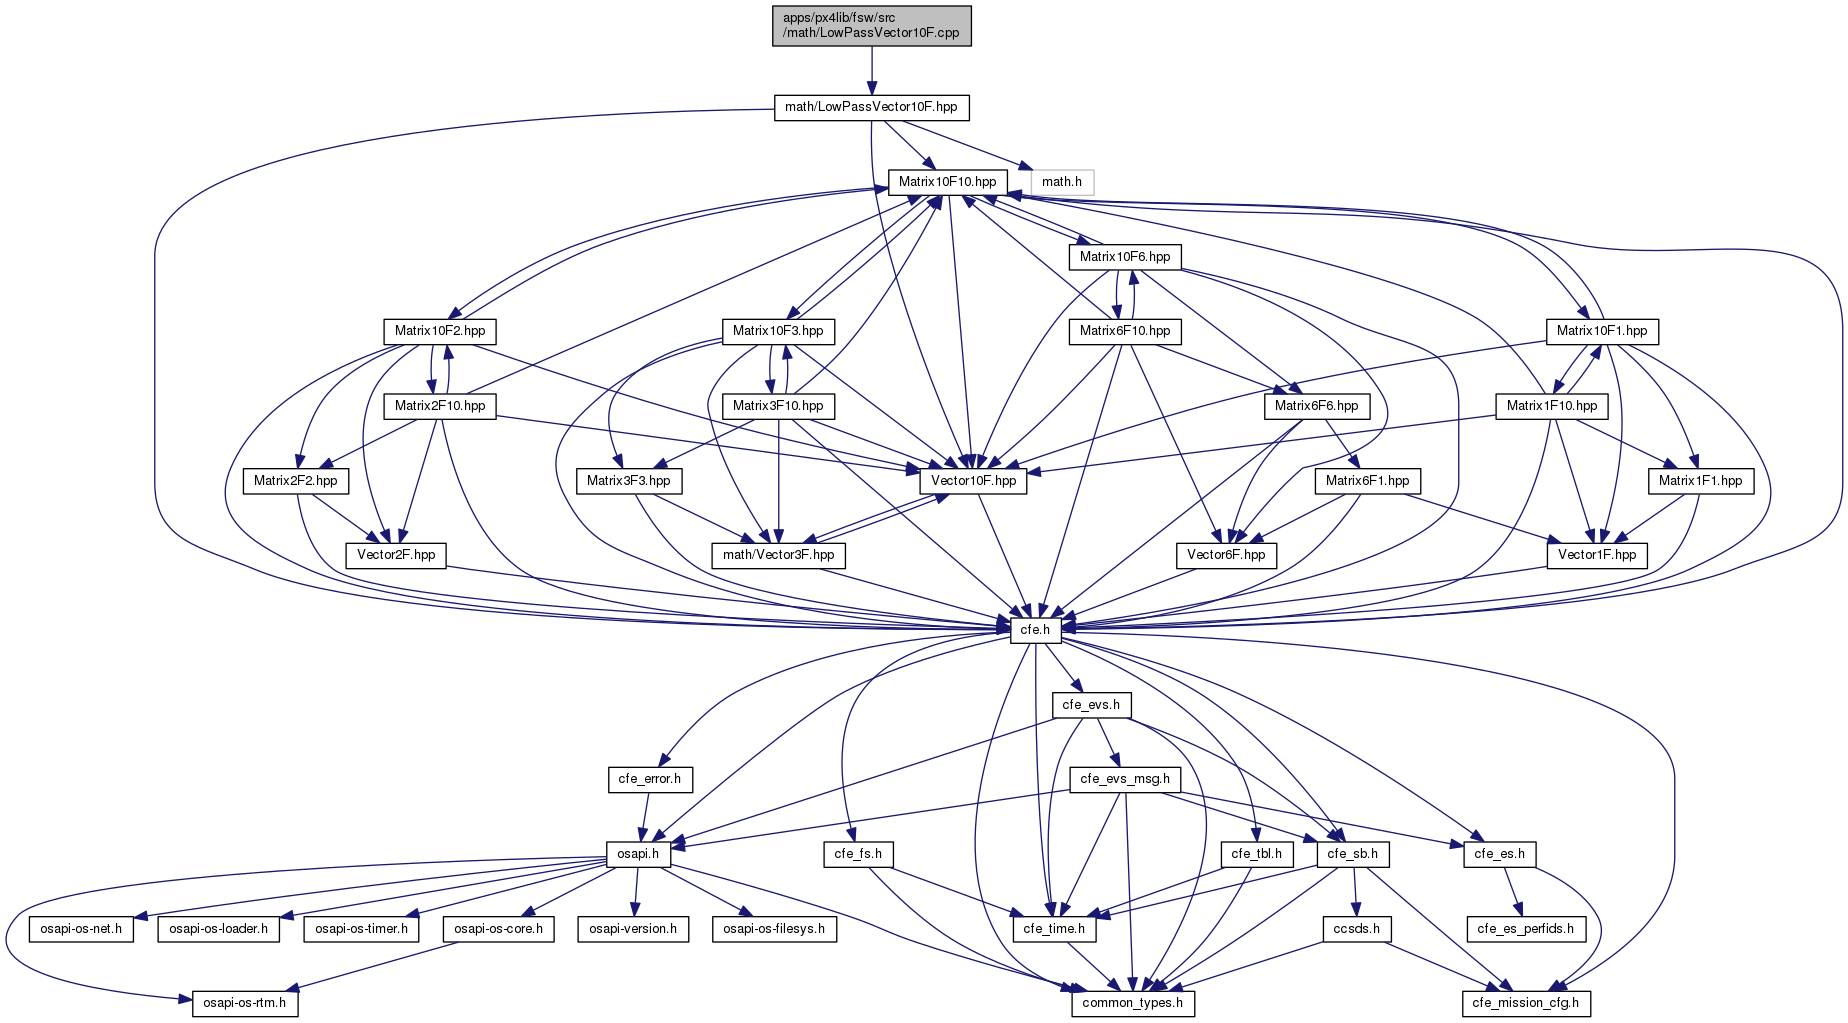 apps/px4lib/fsw/src
/math/LowPassVector10F.cpp
math/LowPassVector10F.hpp
Matrix10F10.hpp
math.h
Matrix10F6.hpp
Matrix10F2.hpp
Matrix10F3.hpp
Matrix6F10.hpp
Matrix10F1.hpp
Matrix2F10.hpp
Matrix3F10.hpp
Matrix6F6.hpp
Matrix1F10.hpp
Matrix2F2.hpp
Matrix3F3.hpp
Vector10F.hpp
Matrix6F1.hpp
Matrix1F1.hpp
Vector2F.hpp
math/Vector3F.hpp
Vector6F.hpp
Vector1F.hpp
cfe.h
cfe_evs.h
cfe_error.h
cfe_evs_msg.h
osapi.h
cfe_fs.h
cfe_tbl.h
cfe_sb.h
cfe_es.h
osapi-os-net.h
osapi-os-loader.h
osapi-os-timer.h
osapi-os-core.h
osapi-version.h
osapi-os-filesys.h
cfe_time.h
ccsds.h
cfe_es_perfids.h
osapi-os-rtm.h
common_types.h
cfe_mission_cfg.h